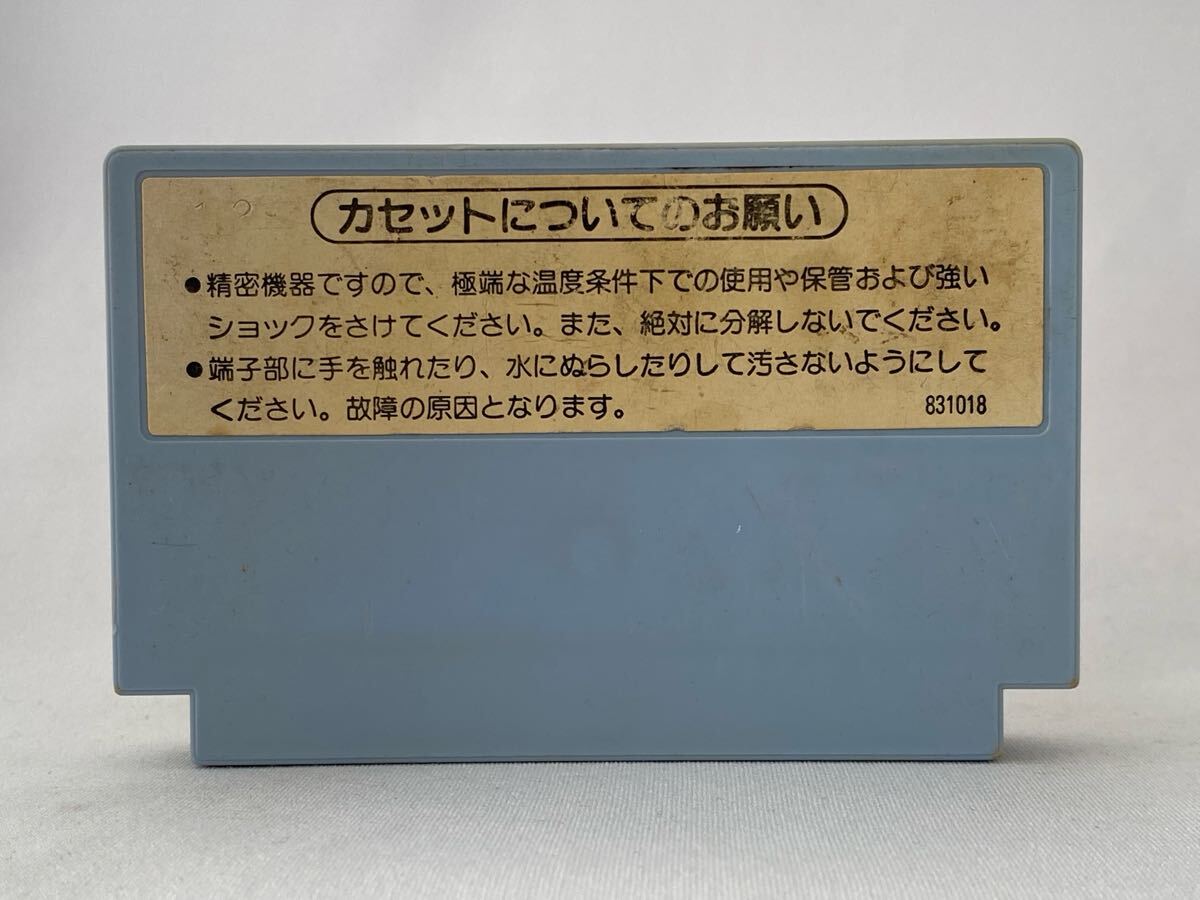 12
カセットについてのお願い
●精密機器ですので、極端な温度条件下での使用や保管および強い
ショックをさけてください。また、絶対に分解しないでください。
●端子部に手を触れたり、水にぬらしたりして汚さないようにして
ください。故障の原因となります。
831018